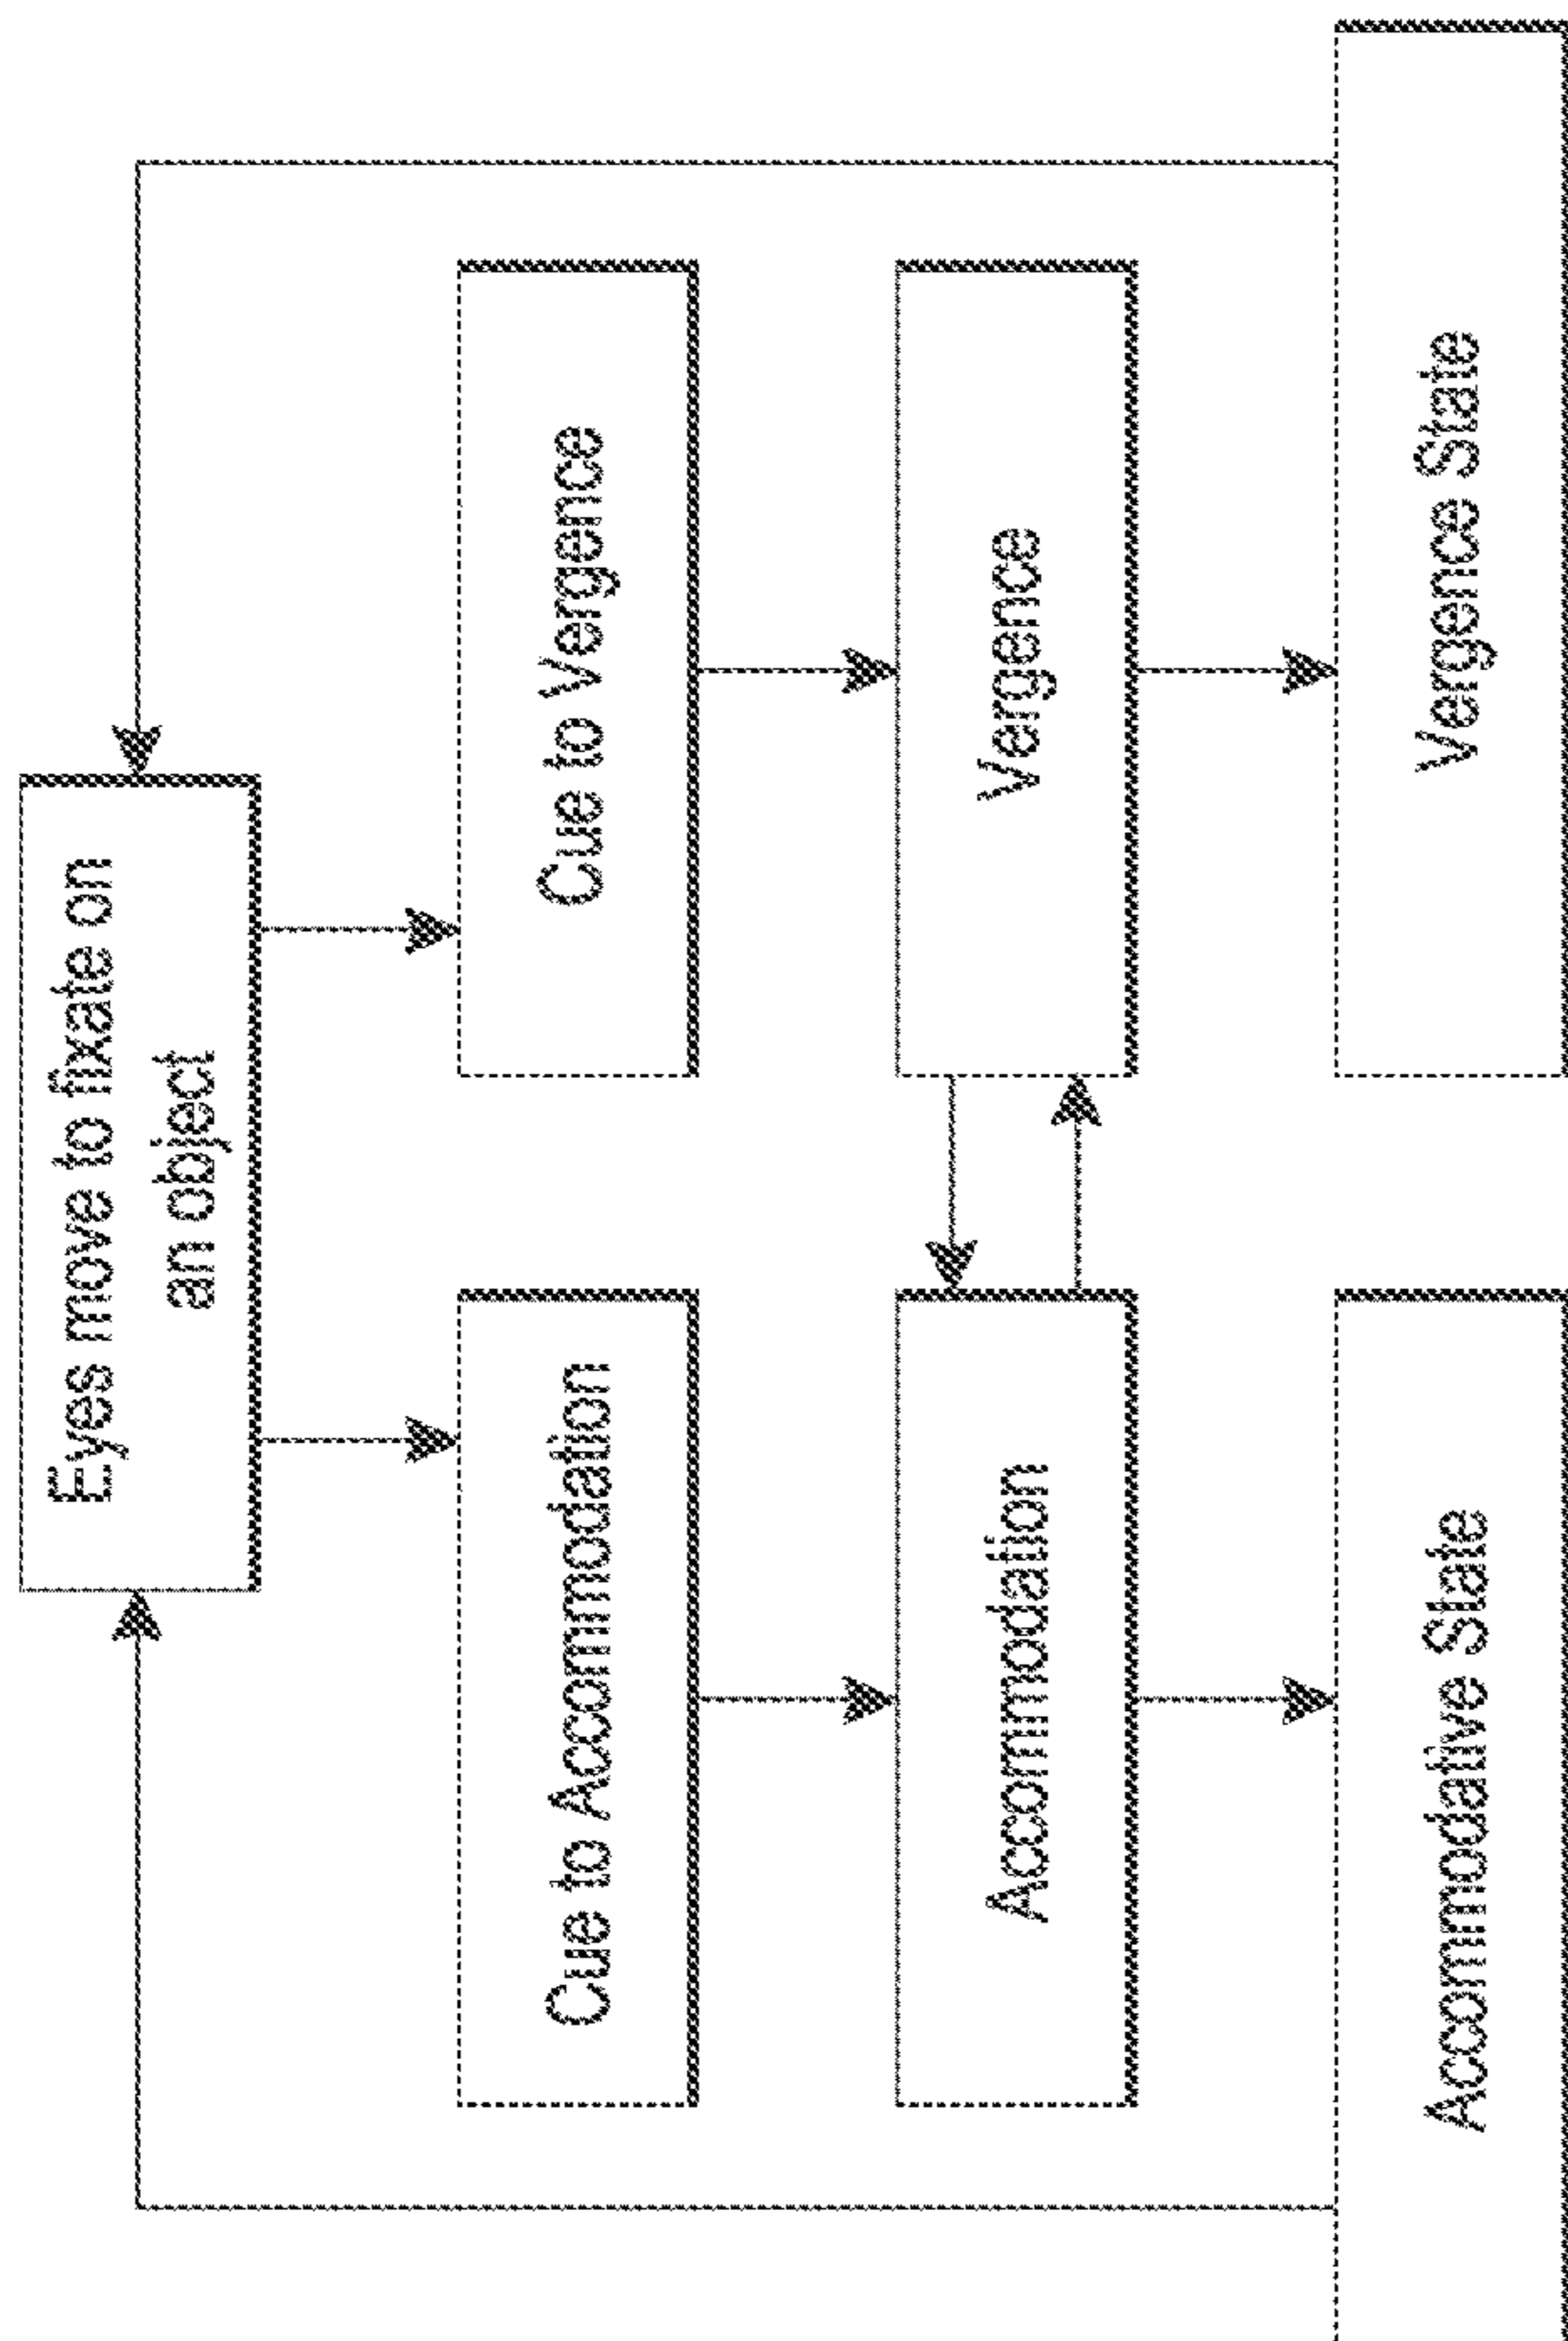 Eyes move to fixate on
an object
Cue to Accommodation
Cue to Vergence
Accommodation
Vergence
Accommodative State
Vergence State